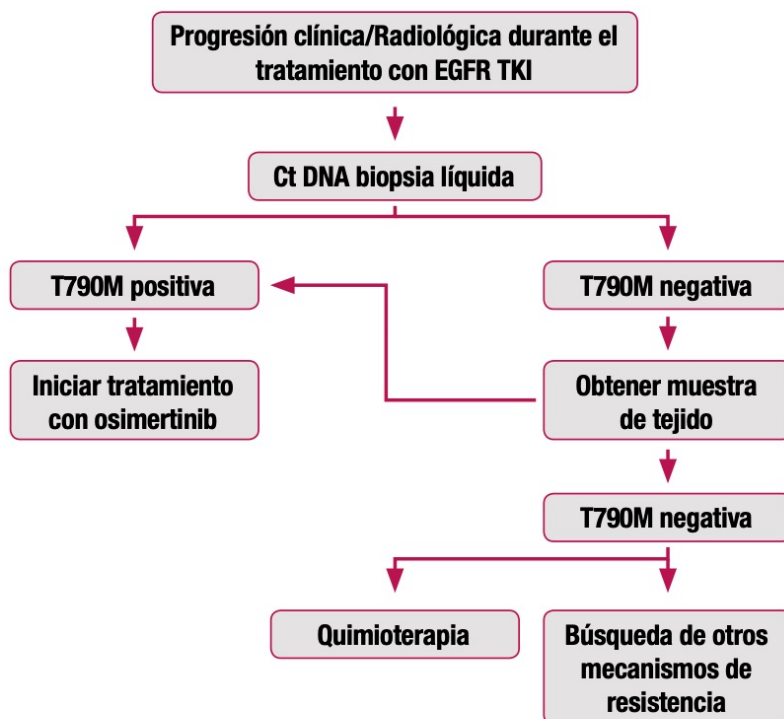 Progresión clínica/Radiológica durante el
tratamiento con EGFR TKI
Ct DNA biopsia líquida
T790M positiva
T790M negativa
Iniciar tratamiento
con osimertinib
Obtener muestra
de tejido
T790M negativa
Quimioterapia
Búsqueda de otros
mecanismos de
resistencia